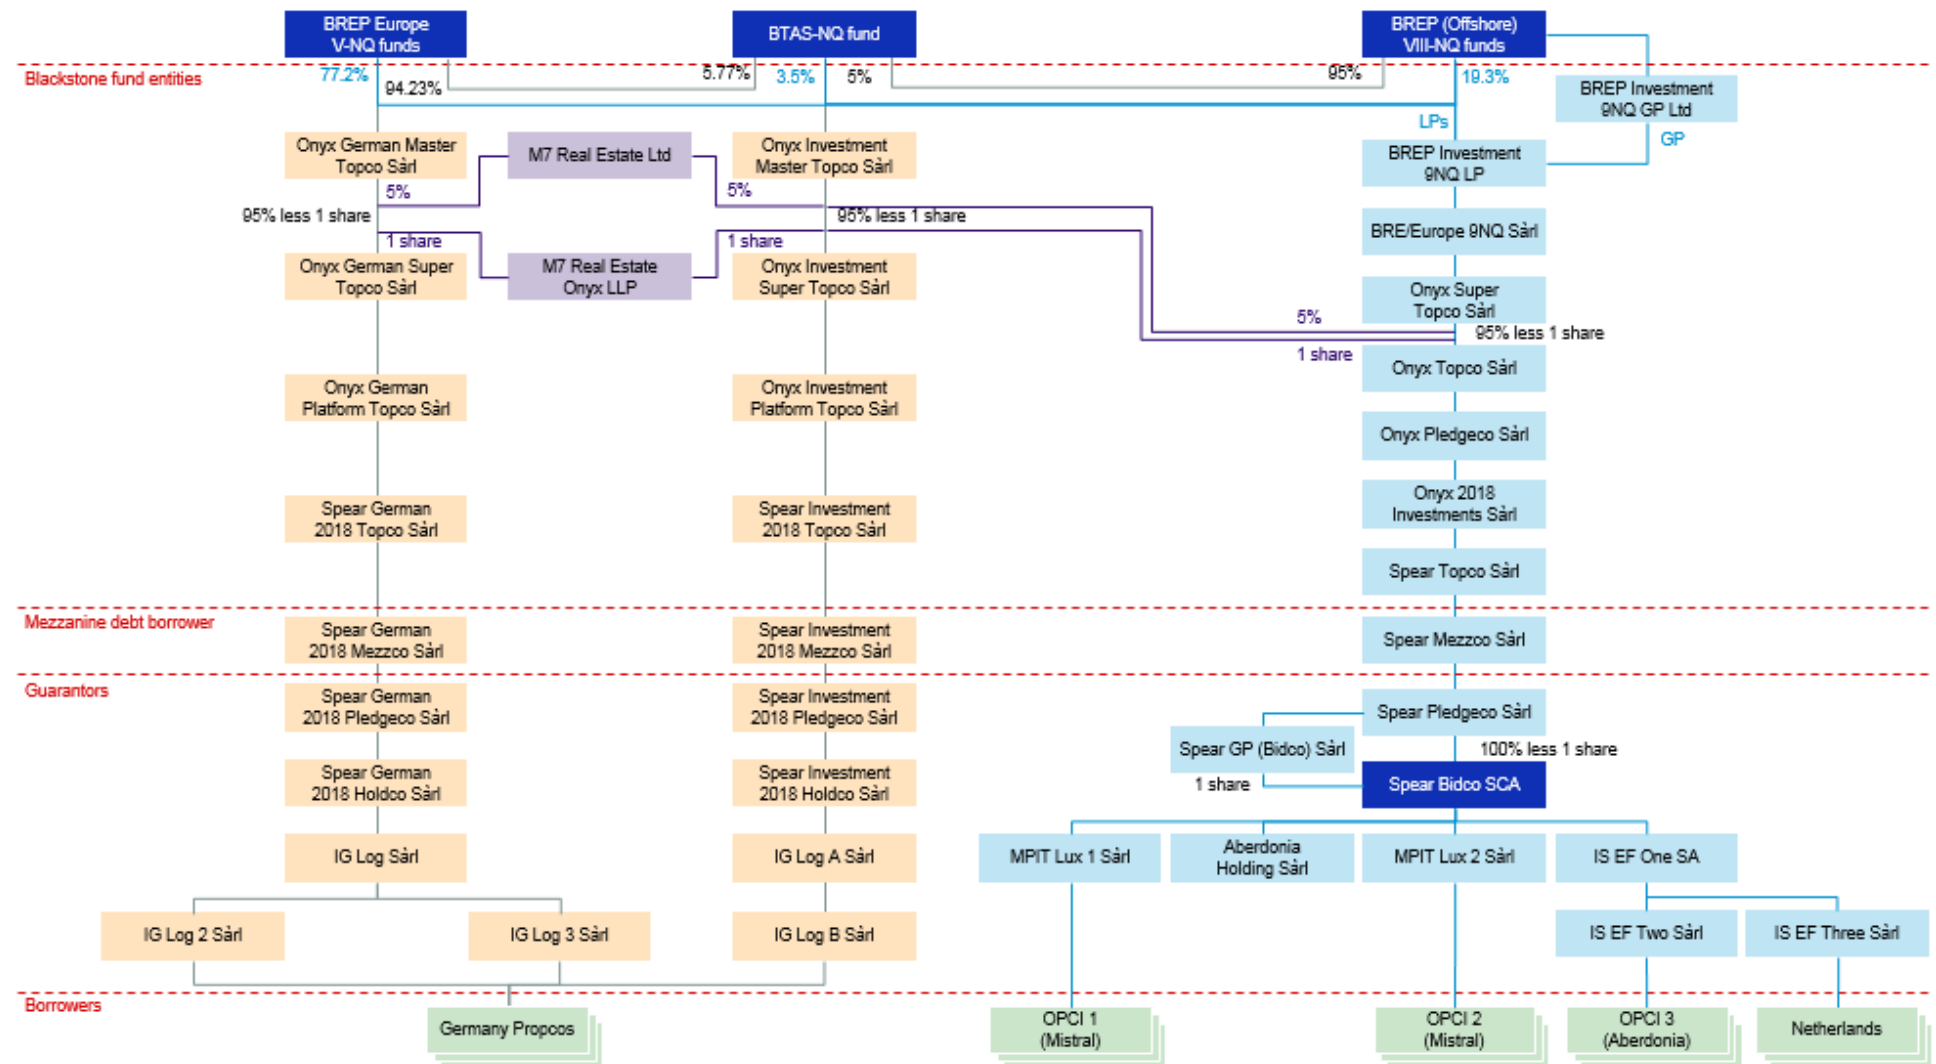 BREP Europe
V-NQ funds
BTAS-NQ fund
BREP (Offshore)
VIII-NQ funds
Blackstone fund entities
77.2%
94.23%
5.77%
3.5%
5%
95%
19.3%
BREP Investment
9NQ GP Ltd
LPs
GP
Onyx German Master
Topco Sàrl
M7 Real Estate Ltd
Onyx Investment
Master Topco Sàrl
BREP Investment
9NQ LP
5%
5%
95% less 1 share
95% less 1 share
BRE/Europe 9NQ Sàrl
1 share
1 share
Onyx German Super
Topco Sàrl
M7 Real Estate
Onyx LLP
Onyx Investment
Super Topco Sàrl
Onyx Super
Topco Sàrl
5%
95% less 1 share
1 share
Onyx Topco Sàrl
Onyx German
Platform Topco Sàrl
Onyx Investment
Platform Topco Sàrl
Onyx Pledgeco Sàrl
Spear German
2018 Topco Sàrl
Spear Investment
2018 Topco Sàrl
Onyx 2018
Investments Sàrl
Spear Topco Sàrl
Mezzanine debt borrower
Spear German
2018 Mezzco Sàrl
Spear Investment
2018 Mezzco Sàrl
Spear Mezzco Sàrl
Guarantors
Spear German
2018 Pledgeco Sàrl
Spear Investment
2018 Pledgeco Sàrl
Spear Pledgeco Sàrl
Spear GP (Bidco) Sàrl
100% less 1 share
1 share
Spear German
2018 Holdco Sàrl
Spear Investment
2018 Holdco Sàrl
Spear Bidco SCA
IG Log Sàrl
IG Log A Sàrl
MPIT Lux 1 Sàrl
Aberdonia
Holding Sàrl
MPIT Lux 2 Sàrl
IS EF One SA
IG Log 2 Sàrl
IG Log 3 Sàrl
IG Log B Sàrl
IS EF Two Sàrl
IS EF Three Sàrl
Borrowers
Germany Propcos
OPCI 1
(Mistral)
OPCI 2
(Mistral)
OPCI 3
(Aberdonia)
Netherlands